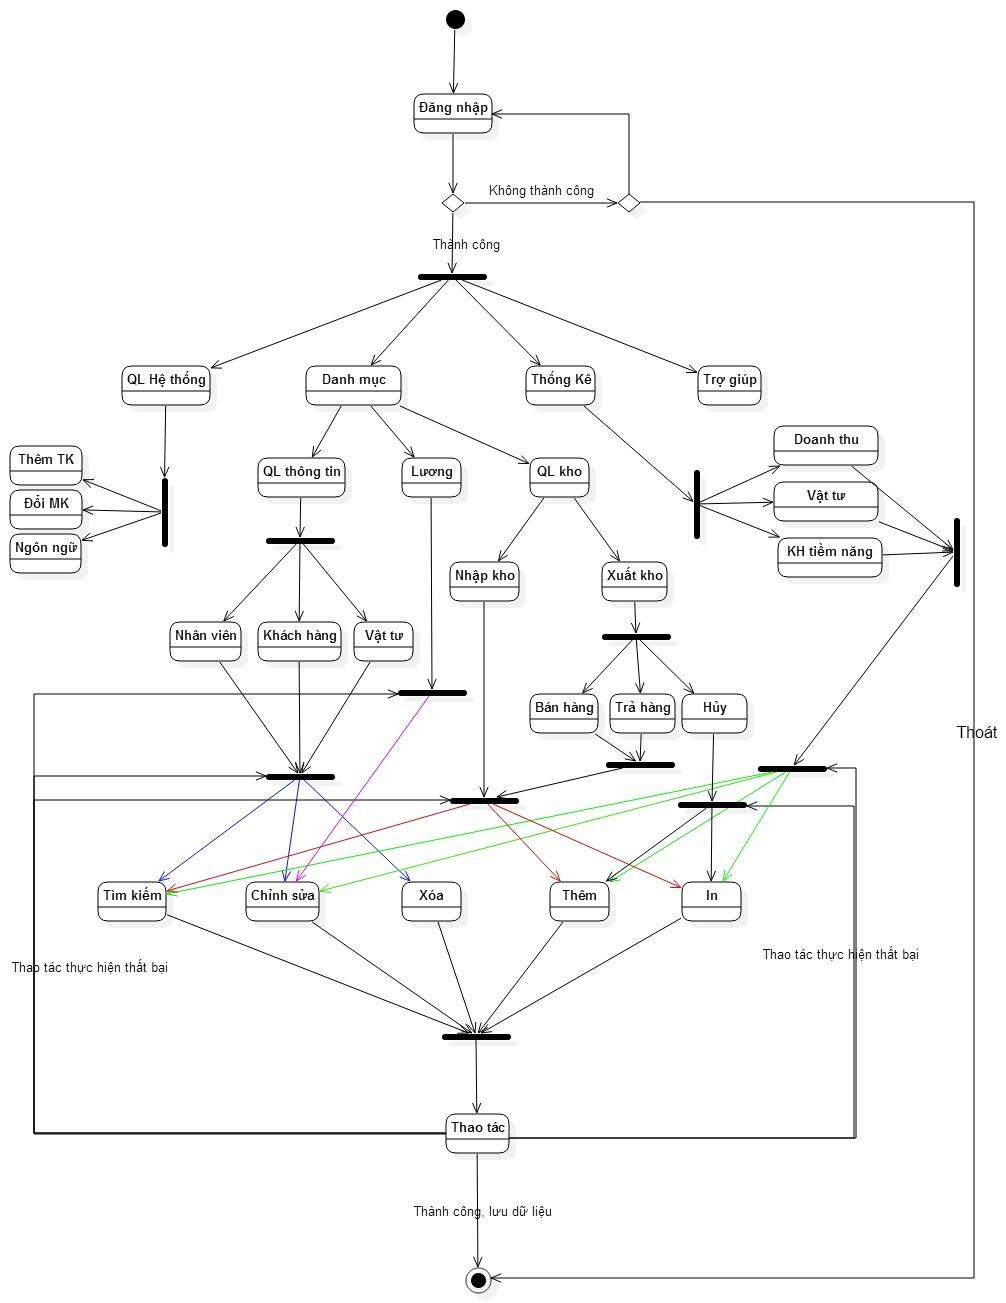 Đăng nhập
Không thành công
Thành công
QL Hệ thống
Danh mục
Thống Kê
Trợ giúp
Thêm TK
Đổi MK
Ngôn ngữ
QL thông tin
Lương
QL kho
Doanh thu
Vật tư
KH tiềm năng
Nhập kho
Xuất kho
Nhân viên
Khách hàng
Vật tư
Bán hàng
Trả hàng
Hủy
Thoát
Tìm kiếm
Chỉnh sửa
Xóa
Thêm
In
Thao tác thực hiện thất bại
Thao tác thực hiện thất bại
Thao tác
Thành công, lưu dữ liệu